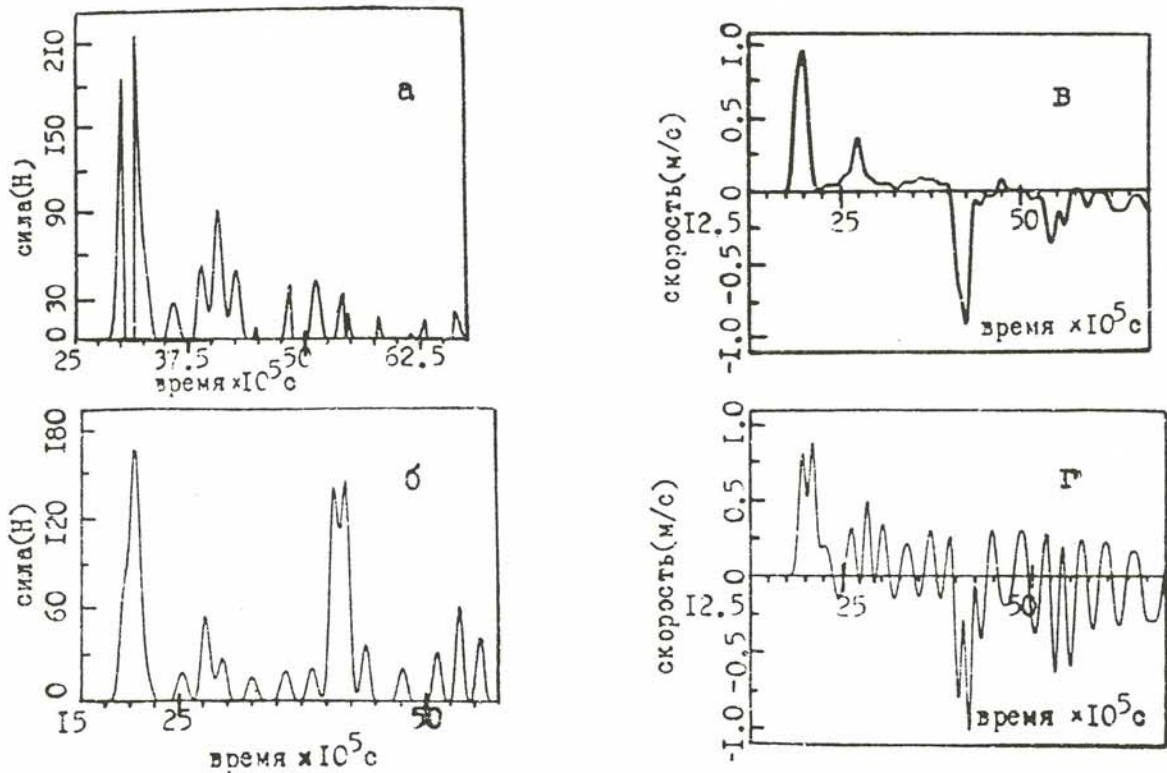 210
150
90
30
0
сила(Н)
а
25 37.5 50 62.5
время ×10⁵с
1.0
0.5
0
-0.5
-1.0
скорость(м/с)
в
12.5 25 50
время ×10⁵с
180
120
60
0
сила(Н)
б
15 25 50
время ×10⁵с
1.0
0.5
0
-0,5
-1.0
скорость(м/с)
г
12.5 25 50
время ×10⁵с